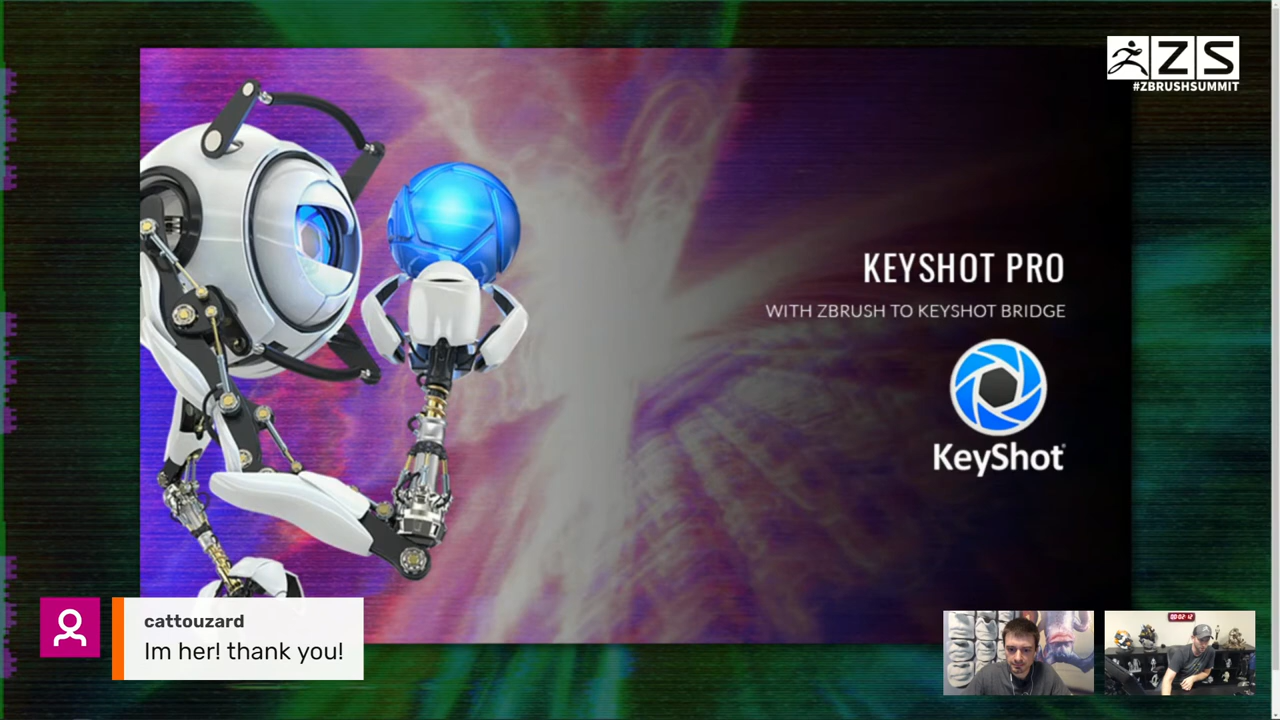 ZS
#ZBRUSHSUMMIT
KEYSHOT PRO
WITH ZBRUSH TO KEYSHOT BRIDGE
KeyShot
cattouzard
Im her! thank you!